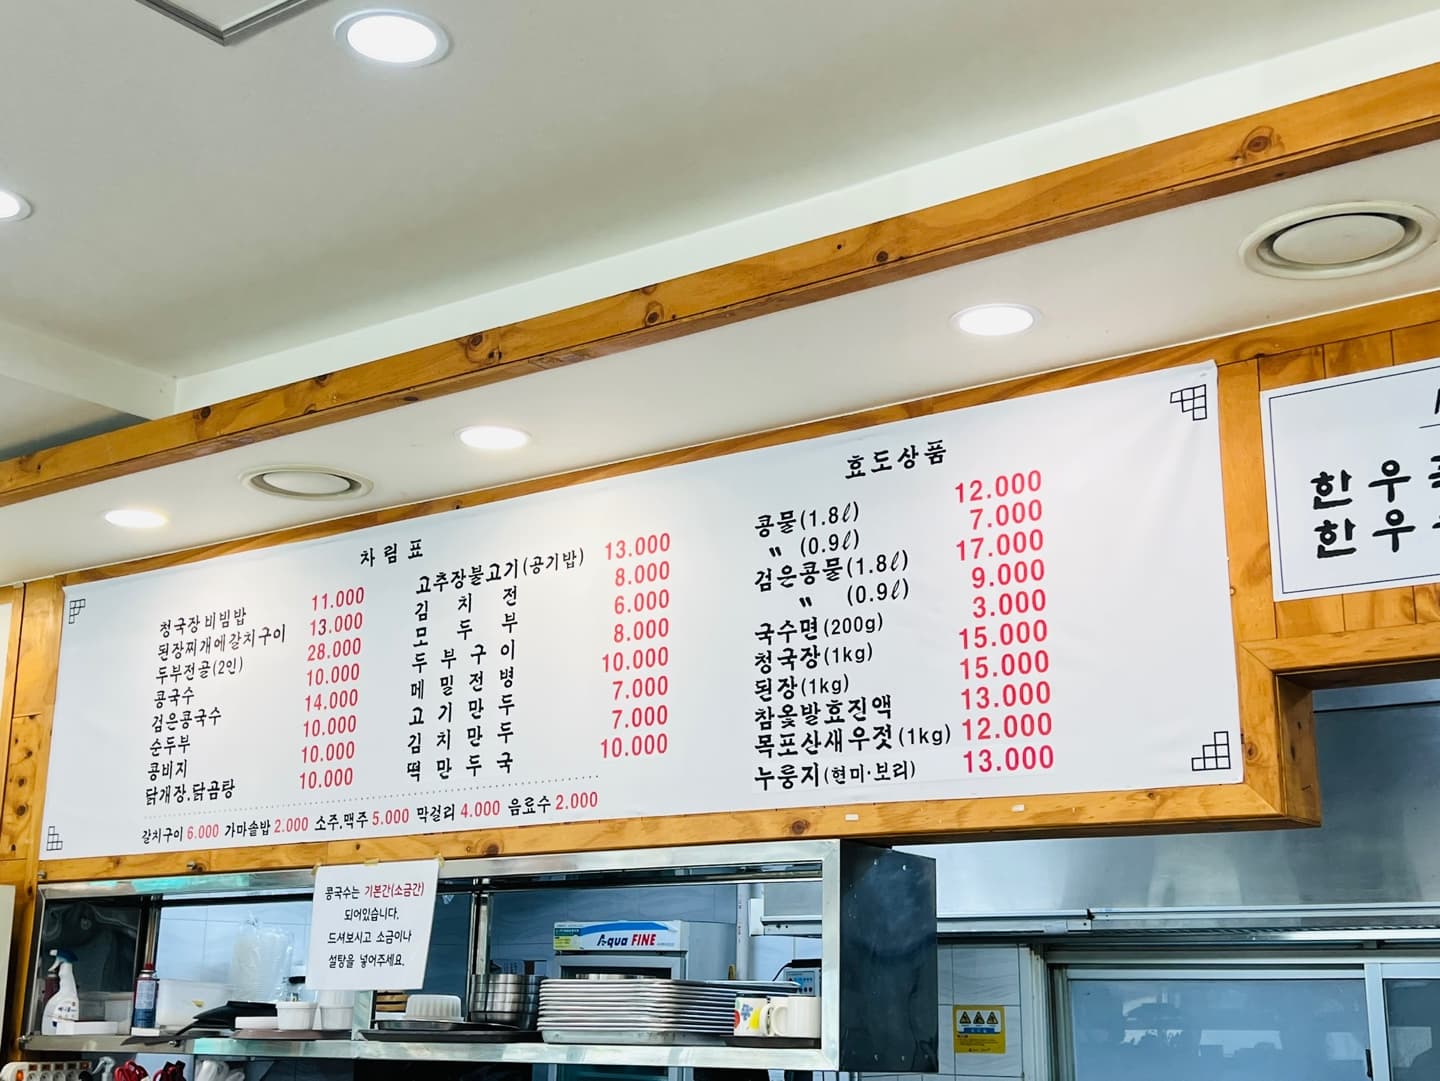 차림표
청국장비빔밥 11.000
된장찌개에갈치구이 13.000
두부전골(2인) 28.000
콩국수 10.000
검은콩국수 14.000
순두부 10.000
콩비지 10.000
닭개장.닭곰탕 10.000
고추장불고기(공기밥) 13.000
김치전 8.000
모두부 6.000
두부구이 8.000
메밀전병 10.000
고기만두 7.000
김치만두 7.000
떡만두국 10.000
갈치구이 6.000 가마솥밥 2.000 소주.맥주 5.000 막걸리 4.000 음료수 2.000
효도상품
콩물(1.8ℓ) 12.000
〃 (0.9ℓ) 7.000
검은콩물(1.8ℓ) 17.000
〃 (0.9ℓ) 9.000
국수면(200g) 3.000
청국장(1kg) 15.000
된장(1kg) 15.000
참옻발효진액 13.000
목포산새우젓(1kg) 12.000
누룽지(현미·보리) 13.000
한우
한우
콩국수는 기본간(소금간)
되어있습니다.
드셔보시고 소금이나
설탕을 넣어주세요.
Aqua FINE